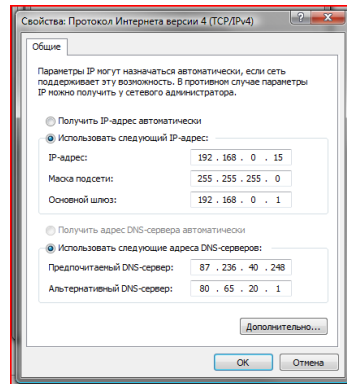 Свойства: Протокол Интернета версии 4 (TCP/IPv4)
Общие
Параметры IP могут назначаться автоматически, если сеть
поддерживает эту возможность. В противном случае параметры
IP можно получить у сетевого администратора.
Получить IP-адрес автоматически
Использовать следующий IP-адрес:
IP-адрес: 192 . 168 . 0 . 15
Маска подсети: 255 . 255 . 255 . 0
Основной шлюз: 192 . 168 . 0 . 1
Получить адрес DNS-сервера автоматически
Использовать следующие адреса DNS-серверов:
Предпочитаемый DNS-сервер: 87 . 236 . 40 . 248
Альтернативный DNS-сервер: 80 . 65 . 20 . 1
Дополнительно...
ОК Отмена